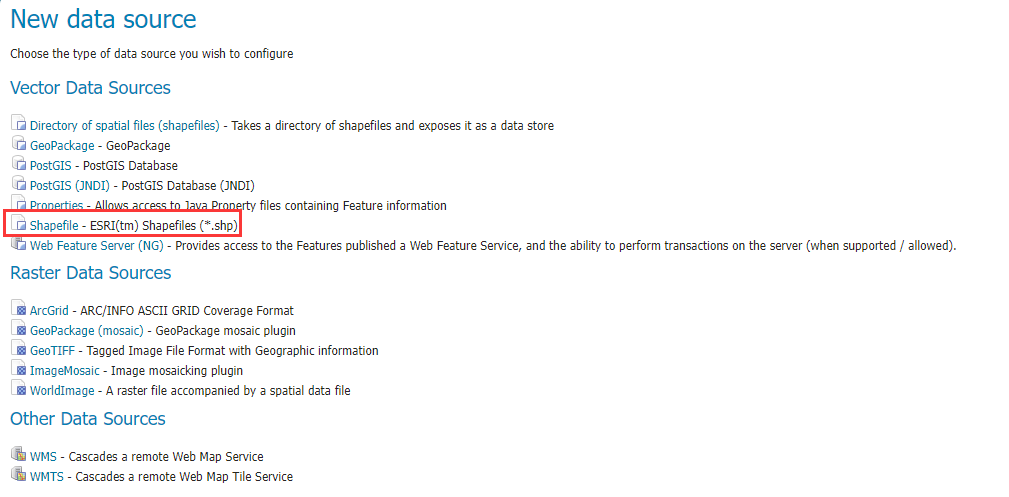 New data source
Choose the type of data source you wish to configure
Vector Data Sources
Directory of spatial files (shapefiles) - Takes a directory of shapefiles and exposes it as a data store
GeoPackage - GeoPackage
PostGIS - PostGIS Database
PostGIS (JNDI) - PostGIS Database (JNDI)
Properties - Allows access to Java Property files containing Feature information
Shapefile - ESRI(tm) Shapefiles (*.shp)
Web Feature Server (NG) - Provides access to the Features published a Web Feature Service, and the ability to perform transactions on the server (when supported / allowed).
Raster Data Sources
ArcGrid - ARC/INFO ASCII GRID Coverage Format
GeoPackage (mosaic) - GeoPackage mosaic plugin
GeoTIFF - Tagged Image File Format with Geographic information
ImageMosaic - Image mosaicking plugin
WorldImage - A raster file accompanied by a spatial data file
Other Data Sources
WMS - Cascades a remote Web Map Service
WMTS - Cascades a remote Web Map Tile Service